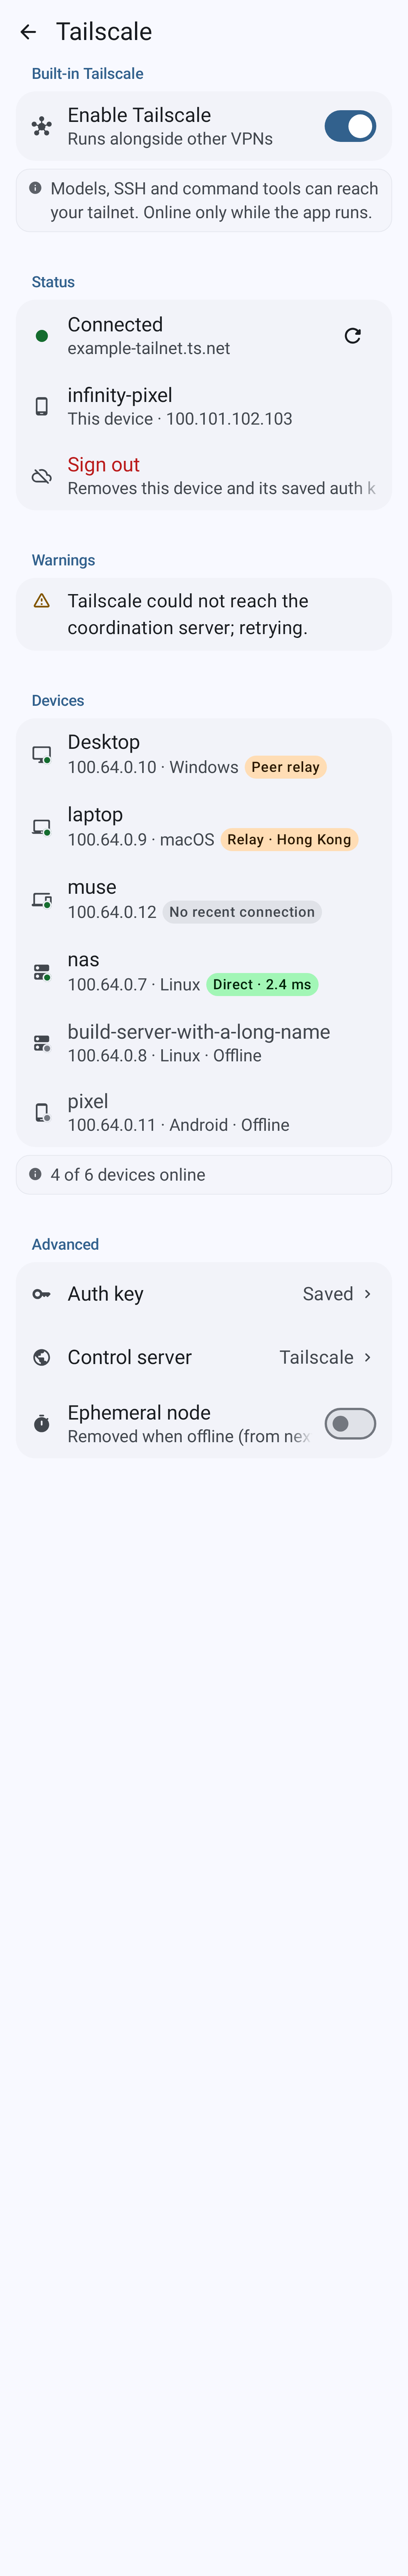 Tailscale
Built-in Tailscale
Enable Tailscale
Runs alongside other VPNs
Models, SSH and command tools can reach
your tailnet. Online only while the app runs.
Status
Connected
example-tailnet.ts.net
infinity-pixel
This device · 100.101.102.103
Sign out
Removes this device and its saved auth k
Warnings
Tailscale could not reach the
coordination server; retrying.
Devices
Desktop
100.64.0.10 · Windows Peer relay
laptop
100.64.0.9 · macOS Relay · Hong Kong
muse
100.64.0.12 No recent connection
nas
100.64.0.7 · Linux Direct · 2.4 ms
build-server-with-a-long-name
100.64.0.8 · Linux · Offline
pixel
100.64.0.11 · Android · Offline
4 of 6 devices online
Advanced
Auth key Saved
Control server Tailscale
Ephemeral node
Removed when offline (from nex